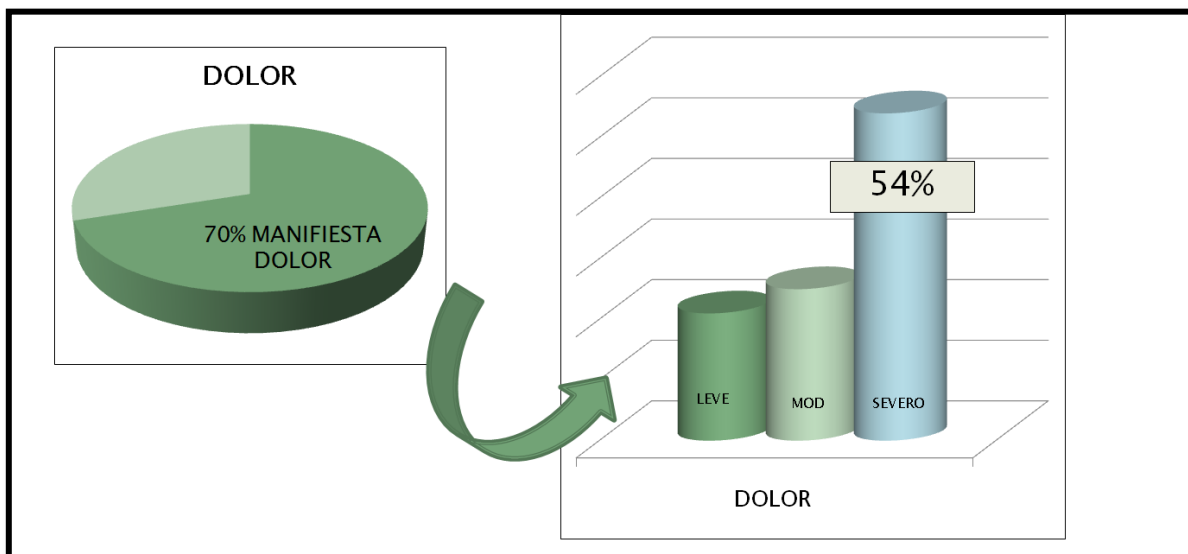 DOLOR
70% MANIFIESTA
DOLOR
54%
LEVE
MOD
SEVERO
DOLOR